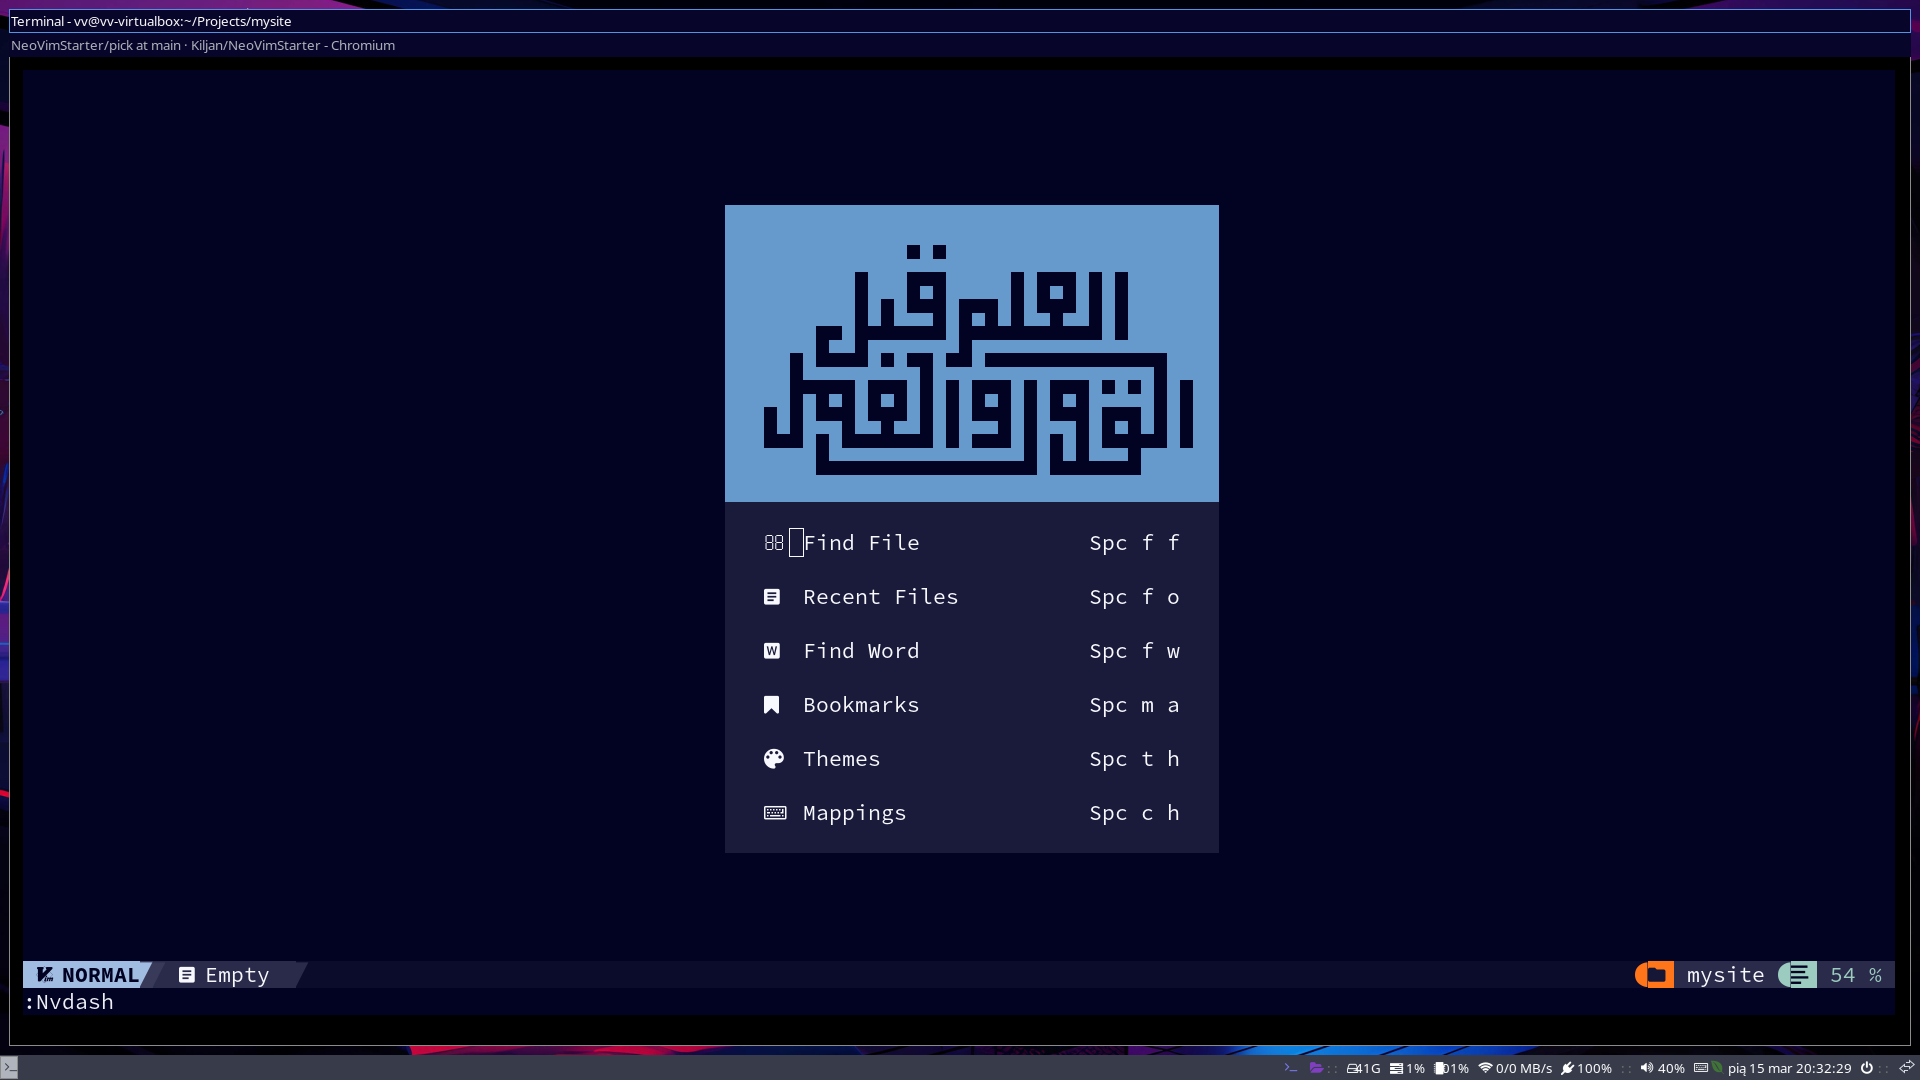 Terminal - vv@vv-virtualbox:~/Projects/mysite
NeoVimStarter/pick at main · Kiljan/NeoVimStarter - Chromium
Find File Spc f f
Recent Files Spc f o
Find Word Spc f w
Bookmarks Spc m a
Themes Spc t h
Mappings Spc c h
NORMAL Empty mysite 54 %
:Nvdash
41G 1% 01% 0/0 MB/s 100% :: 40% pią 15 mar 20:32:29